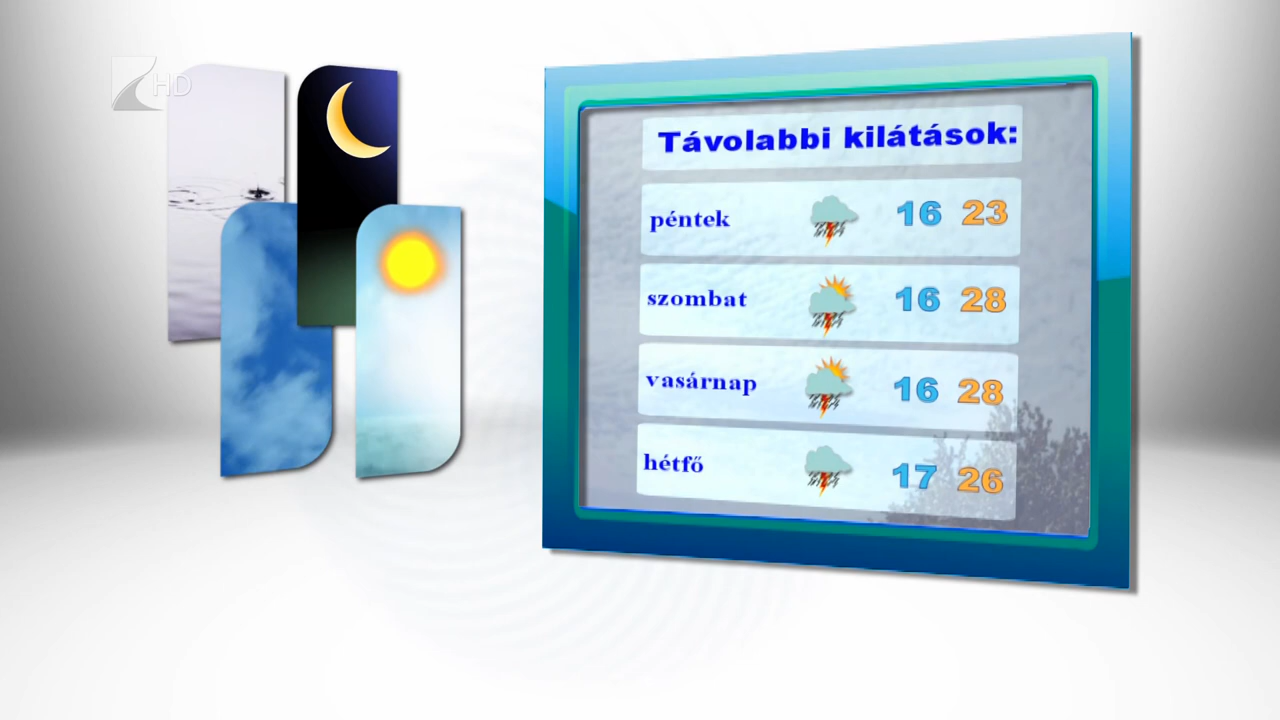 HD
Távolabbi kilátások:
péntek 16 23
szombat 16 28
vasárnap 16 28
hétfő 17 26